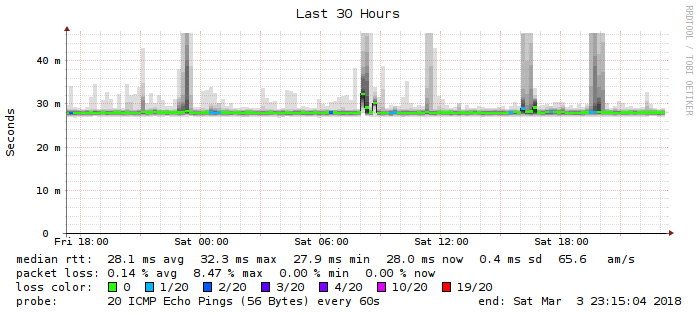 Last 30 Hours
RRDTOOL / TOBI OETIKER
Seconds
40 m
30 m
20 m
10 m
0
Fri 18:00 Sat 00:00 Sat 06:00 Sat 12:00 Sat 18:00
median rtt: 28.1 ms avg 32.3 ms max 27.9 ms min 28.0 ms now 0.4 ms sd 65.6 am/s
packet loss: 0.14 % avg 8.47 % max 0.00 % min 0.00 % now
loss color: 0 1/20 2/20 3/20 4/20 10/20 19/20
probe: 20 ICMP Echo Pings (56 Bytes) every 60s end: Sat Mar 3 23:15:04 2018